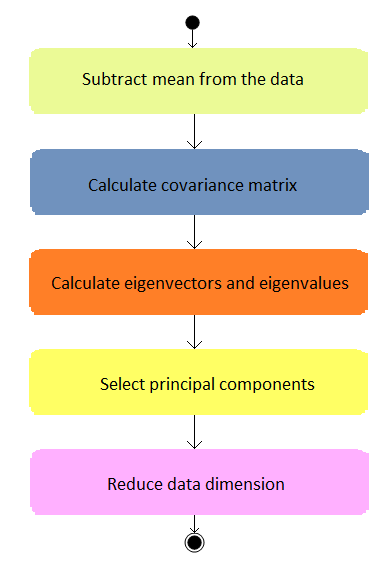 Subtract mean from the data
Calculate covariance matrix
Calculate eigenvectors and eigenvalues
Select principal components
Reduce data dimension